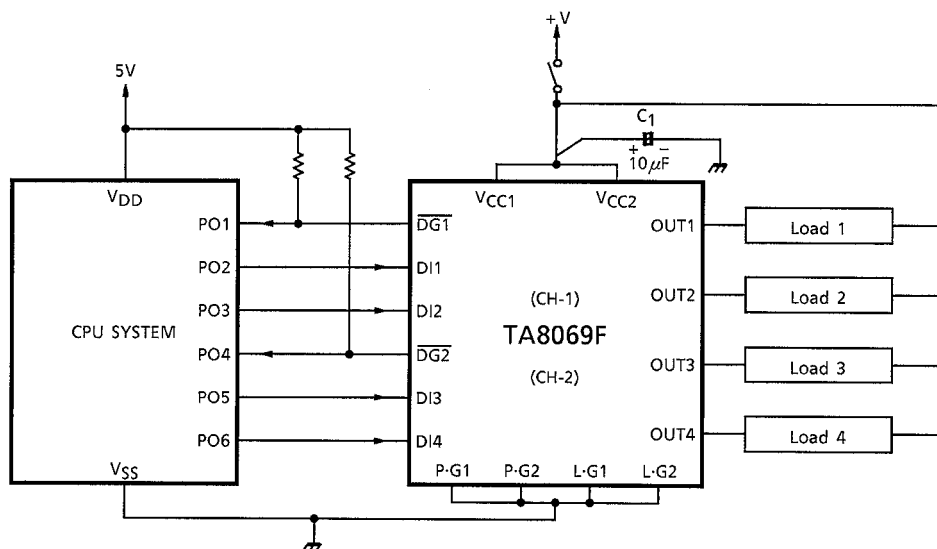 +V
5V
C1
+ −
10μF
VDD
VCC1
VCC2
PO1
DG1
OUT1
Load 1
PO2
DI1
PO3
DI2
(CH-1)
OUT2
Load 2
CPU SYSTEM
TA8069F
PO4
DG2
(CH-2)
OUT3
Load 3
PO5
DI3
PO6
DI4
OUT4
Load 4
VSS
P·G1
P·G2
L·G1
L·G2